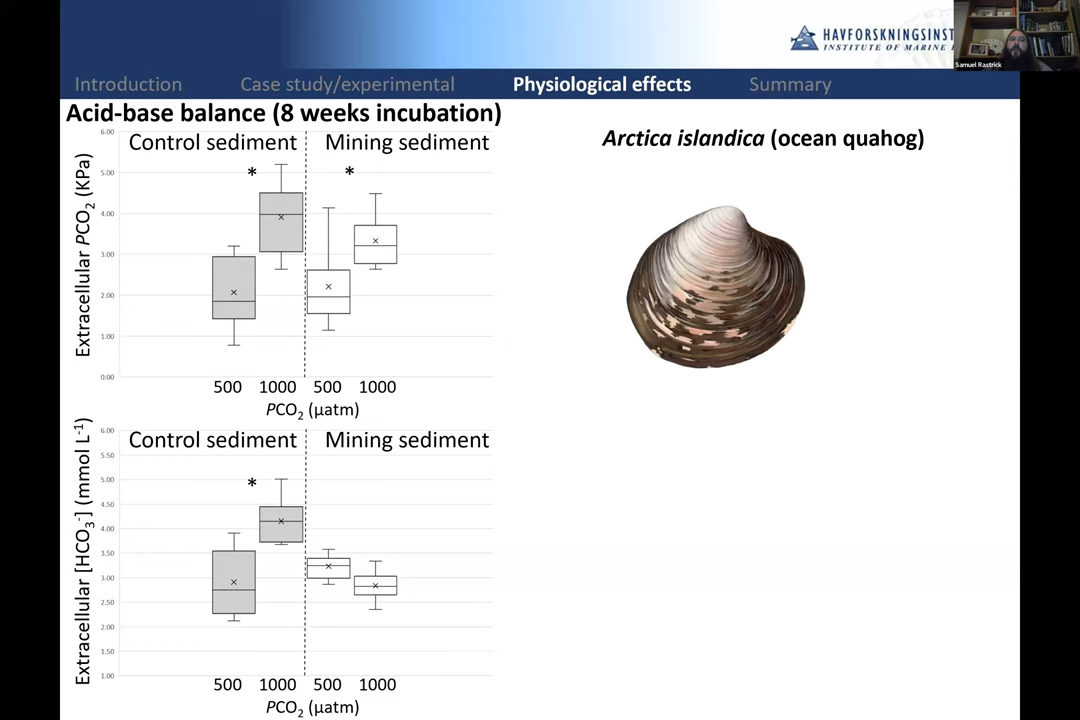 HAVFORSKNINGSINST
INSTITUTE OF MARINE
Samuel Rastrick
Introduction Case study/experimental Physiological effects Summary
Acid-base balance (8 weeks incubation)
Arctica islandica (ocean quahog)
Control sediment Mining sediment
Extracellular PCO2 (KPa)
6.00
5.00
4.00
3.00
2.00
1.00
0.00
* *
500 1000 500 1000
PCO2 (µatm)
Control sediment Mining sediment
Extracellular [HCO3-] (mmol L-1)
6.00
5.50
5.00
4.50
4.00
3.50
3.00
2.50
2.00
1.50
1.00
*
500 1000 500 1000
PCO2 (µatm)